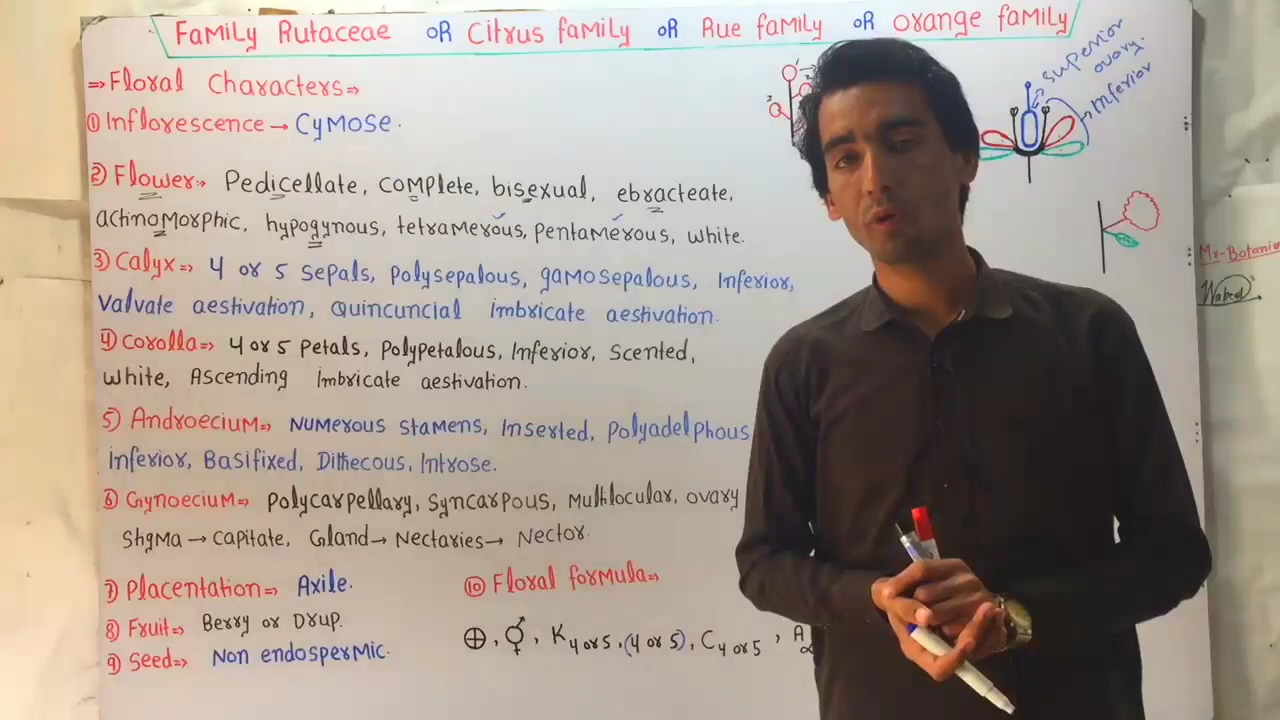 Family Rutaceae OR Citrus family OR Rue family OR orange family
⇒ Floral Characters⇒
① Inflorescence → Cymose.
② Flower⇒ Pedicellate, complete, bisexual, ebracteate,
actinomorphic, hypogynous, tetramerous, pentamerous, white.
③ Calyx⇒ 4 or 5 sepals, polysepalous, gamosepalous, Inferior,
Valvate aestivation, Quincuncial imbricate aestivation.
4) Corolla⇒ 4 or 5 Petals, Polypetalous, Inferior, Scented,
White, Ascending imbricate aestivation.
5) Androecium⇒ Numerous stamens, Inserted, Polyadelphous
Inferior, Basifixed, Dithecous, Introse.
⑥ Gynoecium⇒ Polycarpellary, Syncarpous, Multilocular, ovary
Stigma → capitate, Gland→ Nectaries→ Nector.
7) Placentation⇒ Axile.
8) Fruit⇒ Berry or Drup.
9) Seed⇒ Non endospermic.
⑩ Floral formula⇒
⊕, ⚥, K4 or 5, (4 or 5), C4 or 5, A
superior
ovary.
Inferior
Mr-Botanis
Waheed